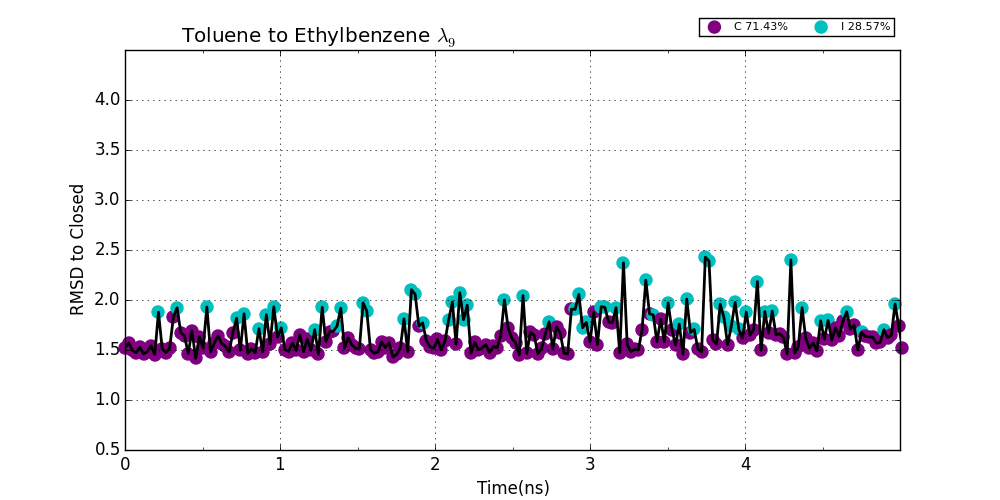 Toluene to Ethylbenzene λ9
C 71.43% I 28.57%
4.0
3.5
3.0
2.5
2.0
1.5
1.0
0.5
RMSD to Closed
0 1 2 3 4
Time(ns)